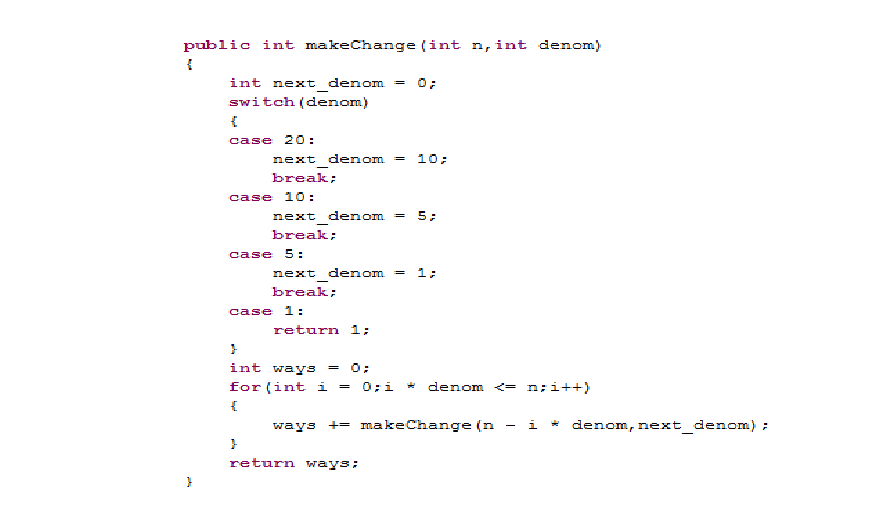 public int makeChange(int n,int denom)
{
int next_denom = 0;
switch(denom)
{
case 20:
next_denom = 10;
break;
case 10:
next_denom = 5;
break;
case 5:
next_denom = 1;
break;
case 1:
return 1;
}
int ways = 0;
for(int i = 0;i * denom <= n;i++)
{
ways += makeChange(n - i * denom,next_denom);
}
return ways;
}